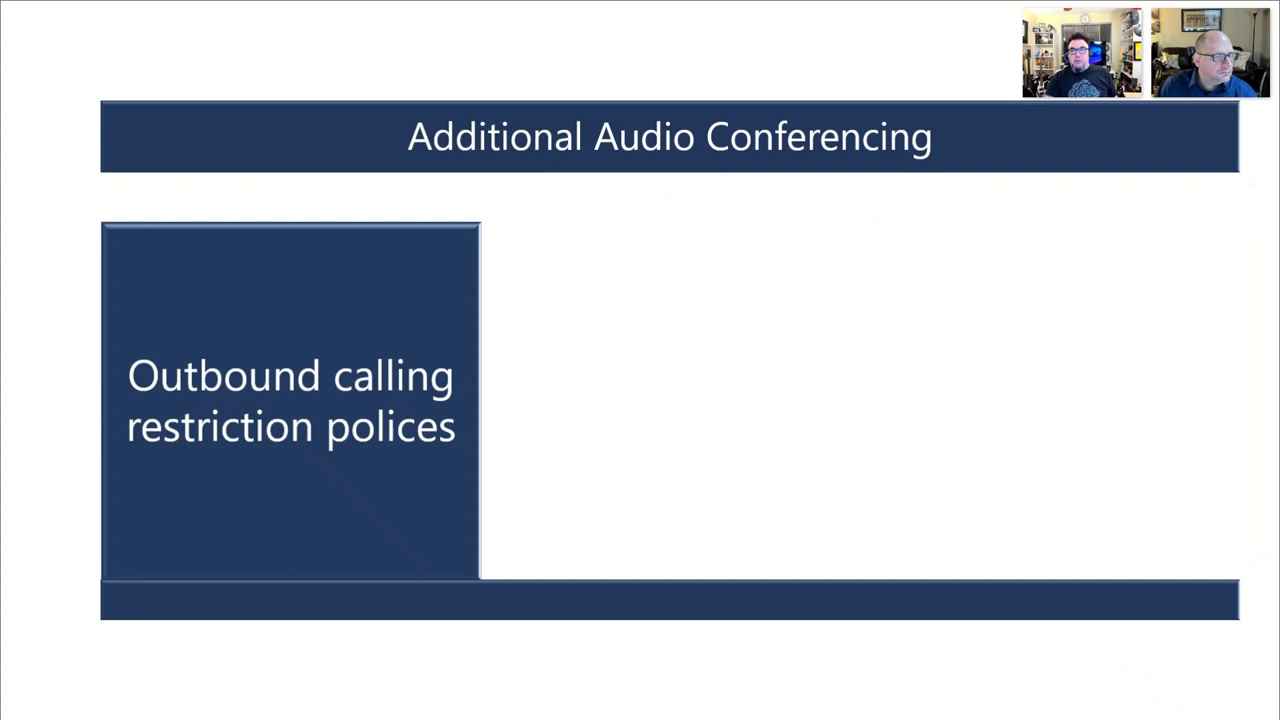 Additional Audio Conferencing
Outbound calling
restriction polices